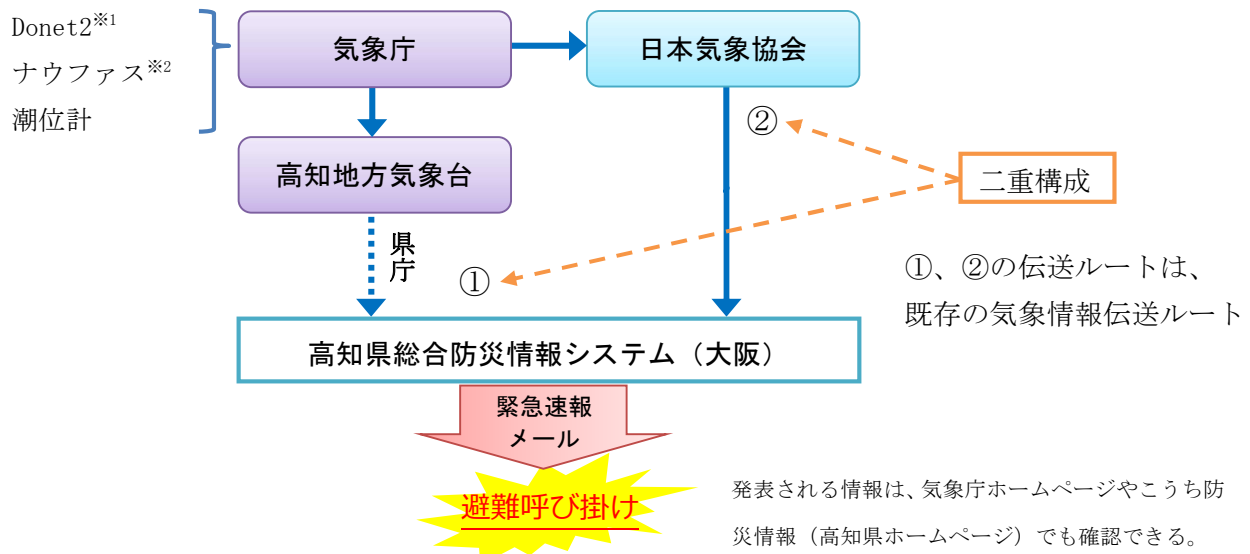 Donet2※1
ナウファス※2
潮位計
気象庁
日本気象協会
②
高知地方気象台
二重構成
県庁
①
①、②の伝送ルートは、
既存の気象情報伝送ルート
高知県総合防災情報システム（大阪）
緊急速報
メール
避難呼び掛け
発表される情報は、気象庁ホームページやこうち防
災情報（高知県ホームページ）でも確認できる。